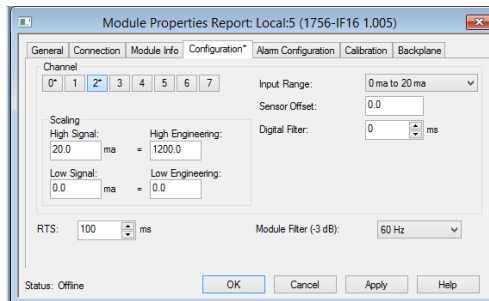 Module Properties Report: Local:5 (1756-IF16 1.005)
General Connection Module Info Configuration* Alarm Configuration Calibration Backplane
Channel
0* 1 2* 3 4 5 6 7
Input Range: 0 ma to 20 ma
Sensor Offset: 0.0
Scaling
Digital Filter: 0 ms
High Signal: High Engineering:
20.0 ma = 1200.0
Low Signal: Low Engineering:
0.0 ma = 0.0
RTS: 100 ms Module Filter (-3 dB): 60 Hz
Status: Offline OK Cancel Apply Help